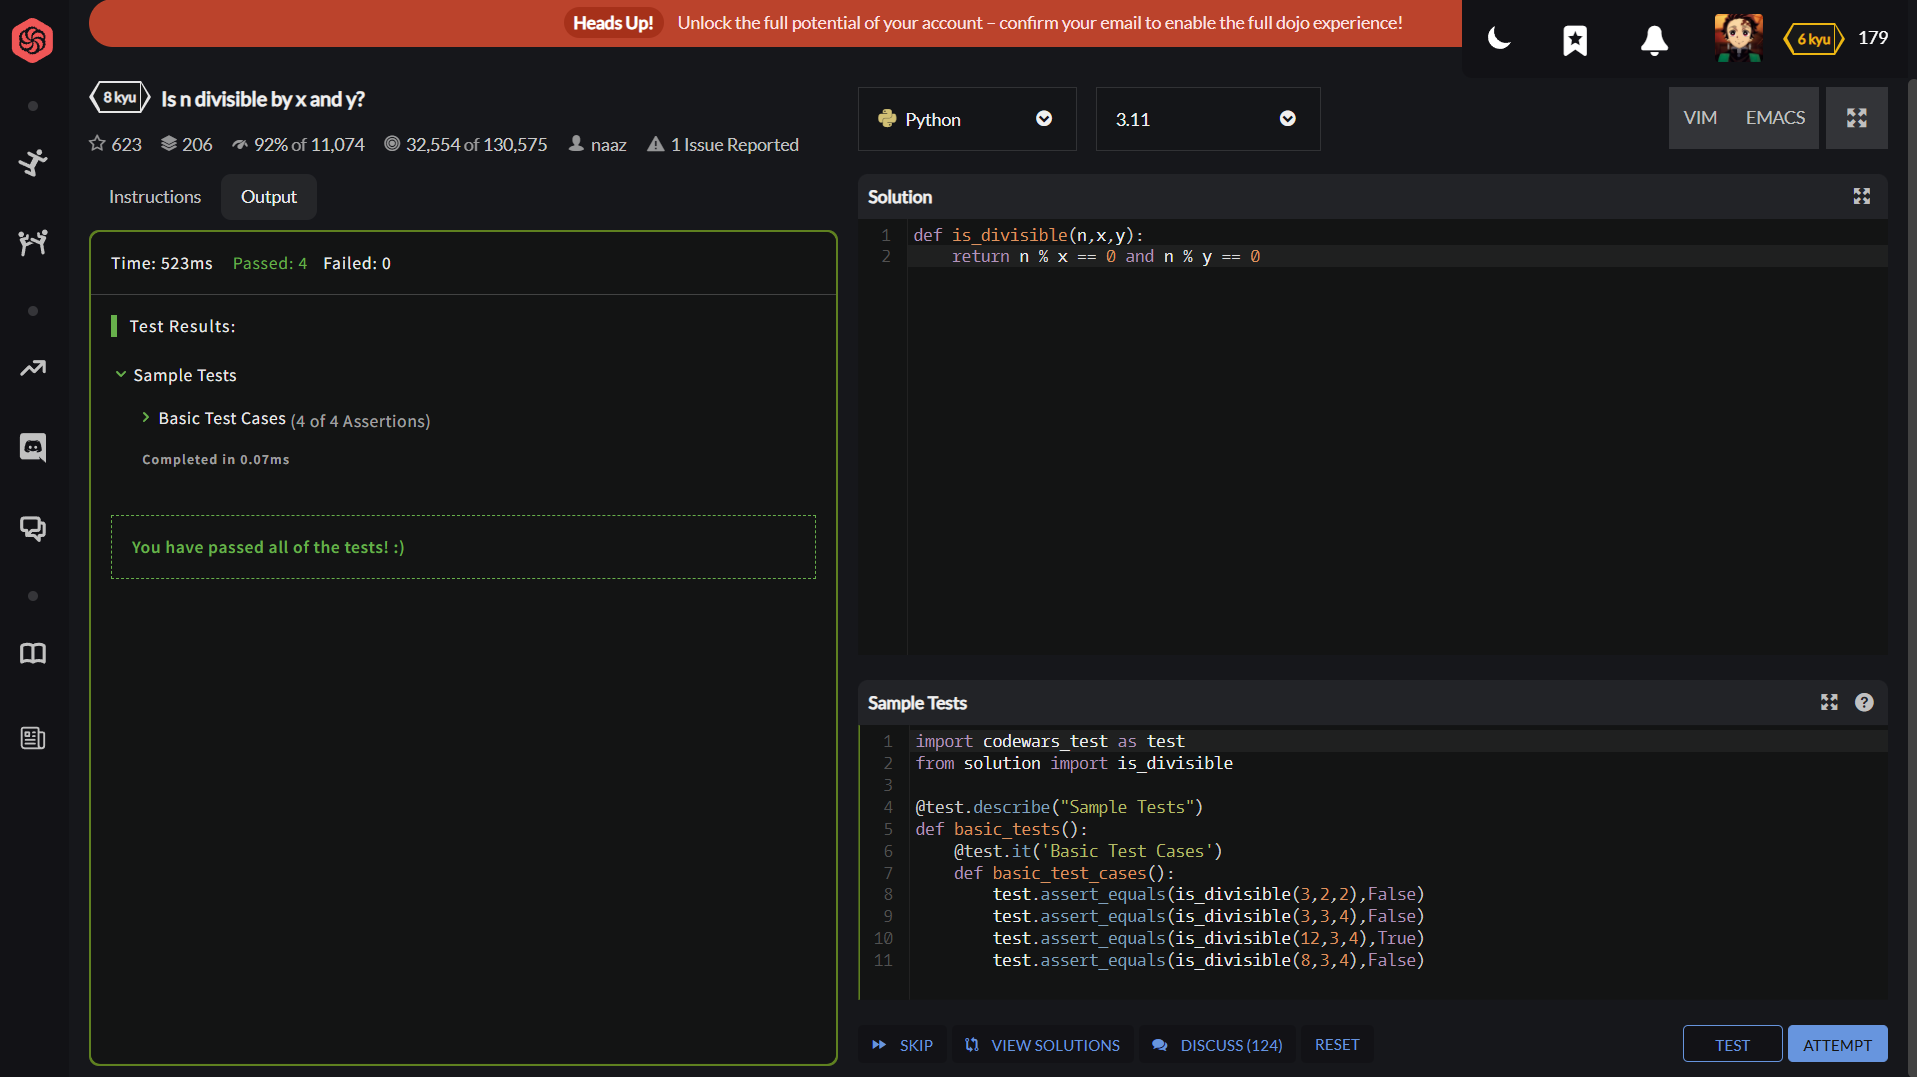 Heads Up! Unlock the full potential of your account – confirm your email to enable the full dojo experience!
6 kyu 179
8 kyu Is n divisible by x and y?
623 206 92% of 11,074 32,554 of 130,575 naaz 1 Issue Reported
Instructions Output
Time: 523ms Passed: 4 Failed: 0
Test Results:
Sample Tests
Basic Test Cases (4 of 4 Assertions)
Completed in 0.07ms
You have passed all of the tests! :)
Python 3.11 VIM EMACS
Solution
1 def is_divisible(n,x,y):
2     return n % x == 0 and n % y == 0
Sample Tests ?
1 import codewars_test as test
2 from solution import is_divisible
3
4 @test.describe("Sample Tests")
5 def basic_tests():
6     @test.it('Basic Test Cases')
7     def basic_test_cases():
8         test.assert_equals(is_divisible(3,2,2),False)
9         test.assert_equals(is_divisible(3,3,4),False)
10         test.assert_equals(is_divisible(12,3,4),True)
11         test.assert_equals(is_divisible(8,3,4),False)
SKIP VIEW SOLUTIONS DISCUSS (124) RESET TEST ATTEMPT